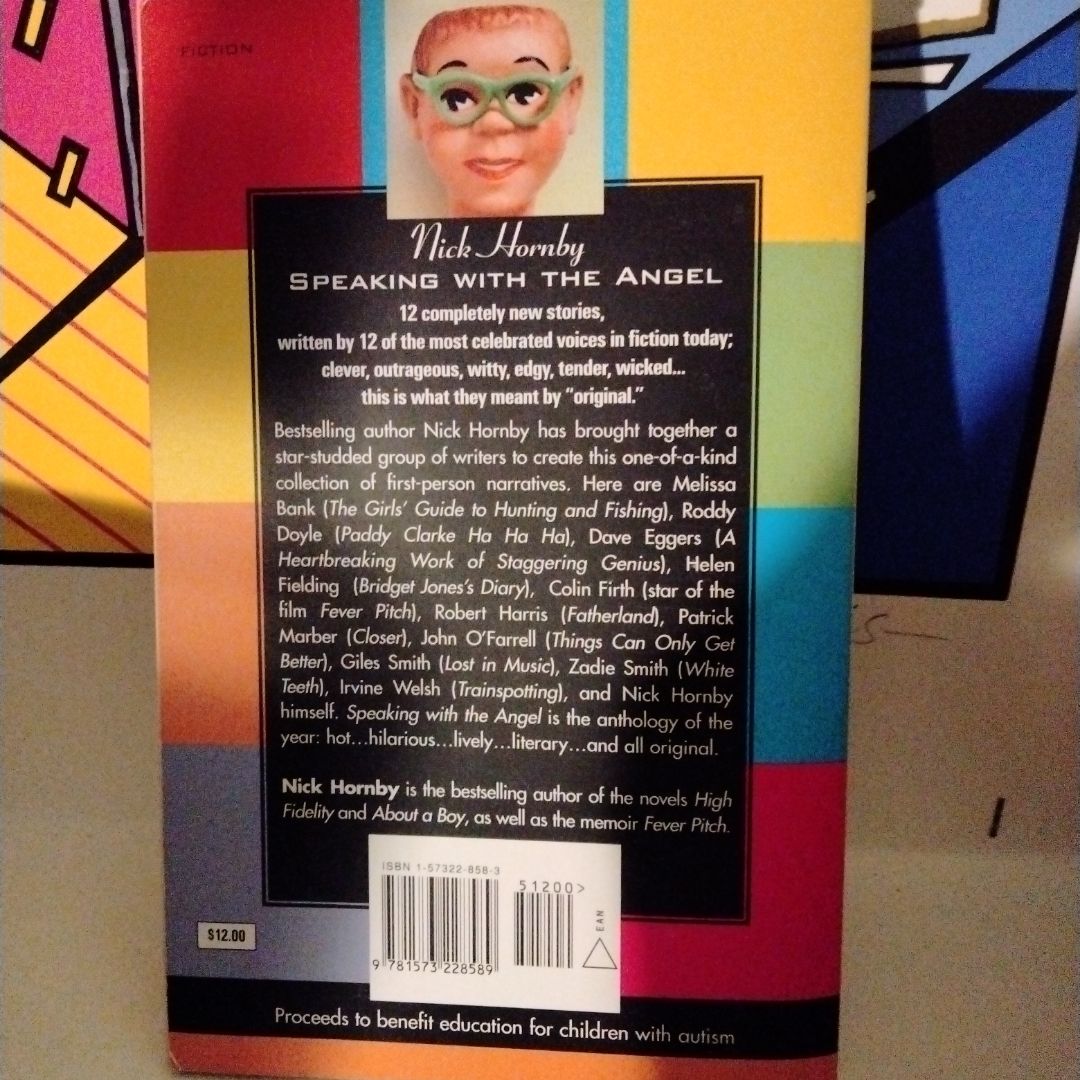 FICTION
Nick Hornby
SPEAKING WITH THE ANGEL
12 completely new stories,
written by 12 of the most celebrated voices in fiction today;
clever, outrageous, witty, edgy, tender, wicked...
this is what they meant by “original.”
Bestselling author Nick Hornby has brought together a
star-studded group of writers to create this one-of-a-kind
collection of first-person narratives. Here are Melissa
Bank (The Girls’ Guide to Hunting and Fishing), Roddy
Doyle (Paddy Clarke Ha Ha Ha), Dave Eggers (A
Heartbreaking Work of Staggering Genius), Helen
Fielding (Bridget Jones’s Diary), Colin Firth (star of the
film Fever Pitch), Robert Harris (Fatherland), Patrick
Marber (Closer), John O’Farrell (Things Can Only Get
Better), Giles Smith (Lost in Music), Zadie Smith (White
Teeth), Irvine Welsh (Trainspotting), and Nick Hornby
himself. Speaking with the Angel is the anthology of the
year: hot...hilarious...lively...literary...and all original.
Nick Hornby is the bestselling author of the novels High
Fidelity and About a Boy, as well as the memoir Fever Pitch.
ISBN 1-57322-858-3
51200>
EAN
9 781573 228589
$12.00
Proceeds to benefit education for children with autism